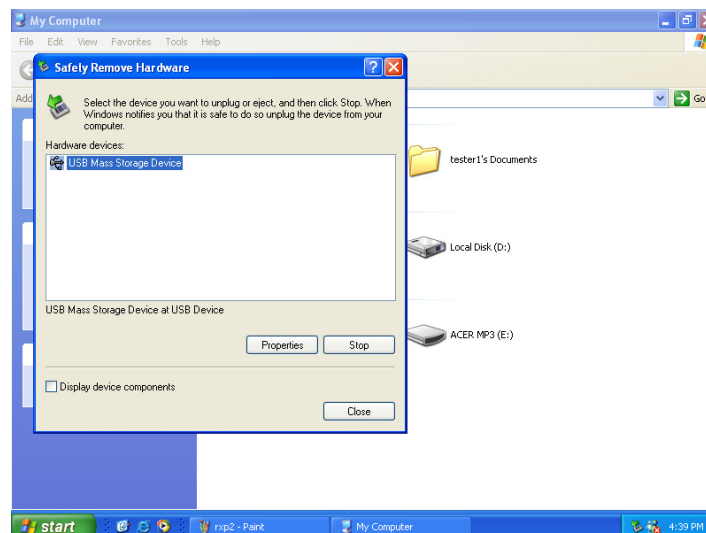 My Computer
File Edit View Favorites Tools Help
Safely Remove Hardware
Add
Go
Select the device you want to unplug or eject, and then click Stop. When
Windows notifies you that it is safe to do so unplug the device from your
computer.
Hardware devices:
USB Mass Storage Device
tester1's Documents
Local Disk (D:)
USB Mass Storage Device at USB Device
ACER MP3 (E:)
Properties Stop
Display device components
Close
start
rxp2 - Paint
My Computer
4:39 PM